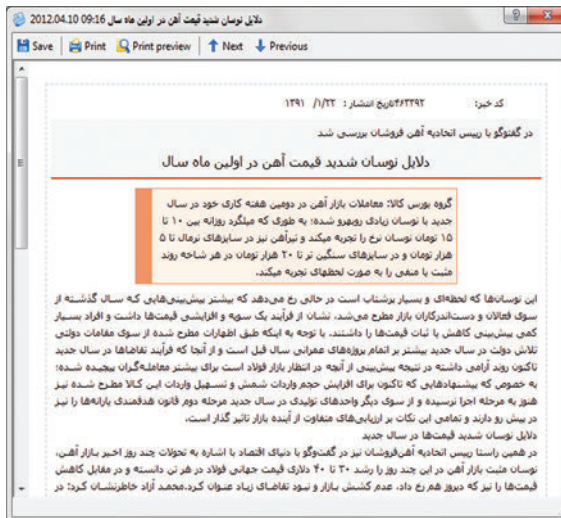 دلایل نوسان شدید قیمت آهن در اولین ماه سال 09:16 2012.04.10
Save Print Print preview Next Previous
کد خبر: ۴۶۳۳۹۲تاریخ انتشار : ۱۳۹۱ /۱/۲۲
در گفتوگو با رییس اتحادیه آهن فروشان بررسی شد
دلایل نوسان شدید قیمت آهن در اولین ماه سال
گروه بورس کالا: معاملات بازار آهن در دومین هفته کاری خود در سال
جدید با نوسان زیادی روبهرو شده؛ به طوری که میلگرد روزانه بین ۱۰ تا
۱۵ تومان نوسان نرخ را تجربه میکند و تیرآهن نیز در سایزهای نرمال تا ۵
هزار تومان و در سایزهای سنگین تر تا ۲۰ هزار تومان در هر شاخه روند
مثبت یا منفی را به صورت لحظهای تجربه میکند.
این نوسان‌ها که لحظه‌ای و بسیار پرشتاب است در حالی رخ می‌دهد که بیشتر پیش‌بینی‌هایی که سال گذشته از
سوی فعالان و دست‌اندرکاران بازار مطرح می‌شد، نشان از فرآیند یک سویه و افزایشی قیمت‌ها داشت و افراد بسیار
کمی پیش‌بینی کاهش یا ثبات قیمت‌ها را داشتند. با توجه به اینکه طبق اظهارات مطرح شده از سوی مقامات دولتی
تلاش دولت در سال جدید بیشتر بر اتمام پروژه‌های عمرانی سال قبل است و از آنجا که فرآیند تقاضاها در سال جدید
تاکنون روند آرامی داشته در نتیجه پیش‌بینی از آنچه در انتظار بازار فولاد است برای بیشتر معامله‌گران پیچیده شده؛
به خصوص که پیشنهادهایی که تاکنون برای افزایش حجم واردات شمش و تسهیل واردات این کالا مطرح شده نیز
هنوز به مرحله اجرا نرسیده و از سوی دیگر واحدهای تولیدی در سال جدید مرحله دوم قانون هدفمندی یارانه‌ها را نیز
در پیش رو دارند و تمامی این نکات بر ارزیابی‌های متفاوت از آینده بازار تاثیر گذار است.
دلایل نوسان شدید قیمت‌ها در سال جدید
در همین راستا رییس اتحادیه آهن‌فروشان نیز در گفت‌وگو با دنیای اقتصاد با اشاره به تحولات چند روز اخیر بازار آهن،
نوسان مثبت بازار آهن در این چند روز را رشد ۳۰ تا ۴۰ دلاری قیمت جهانی فولاد در هر تن دانسته و در مقابل کاهش
قیمت‌ها را نیز که دیروز هم رخ داد، عدم کشش بازار و نبود تقاضای زیاد عنوان کرد.محمد آزاد خاطرنشان کرد: در